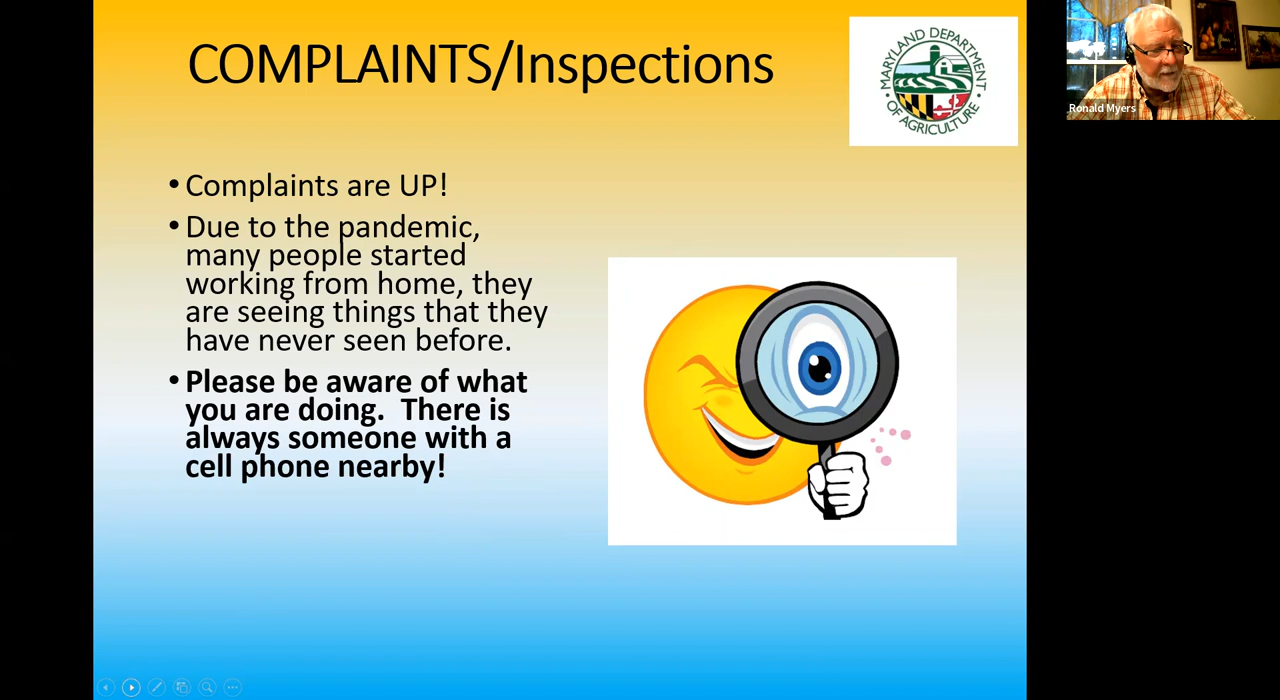 COMPLAINTS/Inspections
MARYLAND DEPARTMENT
• OF AGRICULTURE •
Ronald Myers
• Complaints are UP!
• Due to the pandemic,
many people started
working from home, they
are seeing things that they
have never seen before.
• Please be aware of what
you are doing.  There is
always someone with a
cell phone nearby!